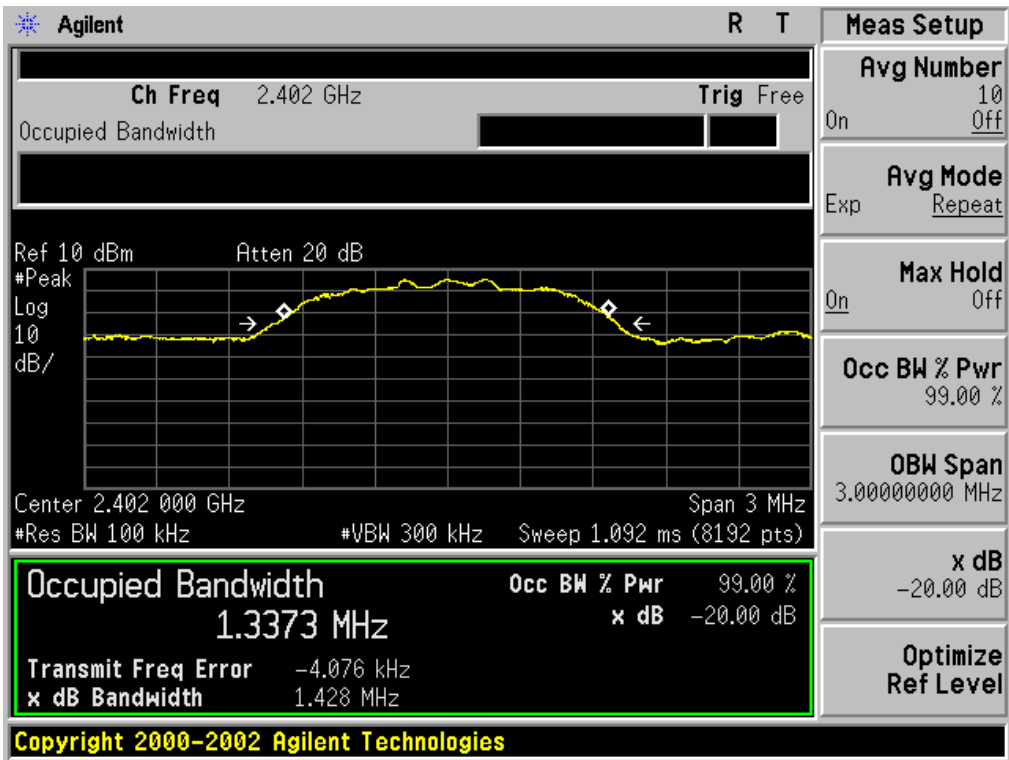 Agilent R T
Ch Freq 2.402 GHz Trig Free
Occupied Bandwidth
Ref 10 dBm Atten 20 dB
#Peak
Log
10
dB/
Center 2.402 000 GHz Span 3 MHz
#Res BW 100 kHz #VBW 300 kHz Sweep 1.092 ms (8192 pts)
Occupied Bandwidth Occ BW % Pwr 99.00 %
1.3373 MHz x dB -20.00 dB
Transmit Freq Error -4.076 kHz
x dB Bandwidth 1.428 MHz
Copyright 2000-2002 Agilent Technologies
Meas Setup
Avg Number
10
On Off
Avg Mode
Exp Repeat
Max Hold
On Off
Occ BW % Pwr
99.00 %
OBW Span
3.00000000 MHz
x dB
-20.00 dB
Optimize
Ref Level